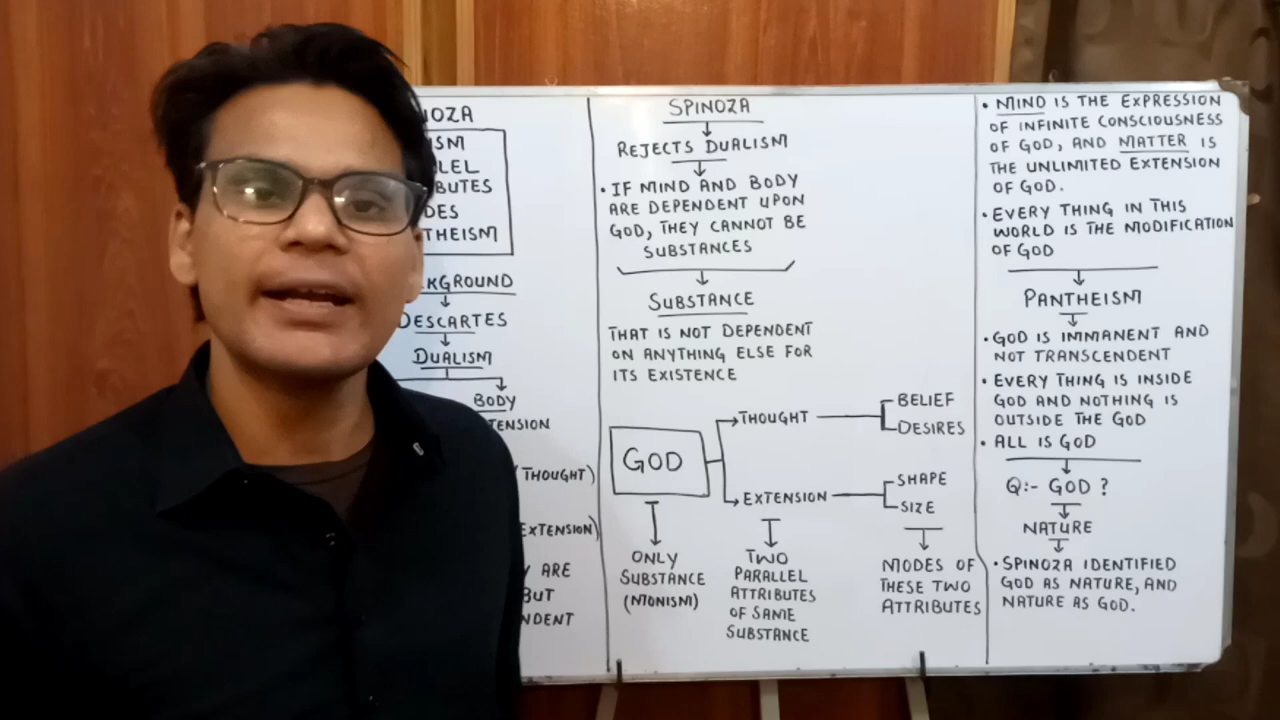 SPINOZA
REJECTS DUALISM
• IF MIND AND BODY
ARE DEPENDENT UPON
GOD, THEY CANNOT BE
SUBSTANCES
SUBSTANCE
THAT IS NOT DEPENDENT
ON ANYTHING ELSE FOR
ITS EXISTENCE
GOD
THOUGHT
BELIEF
DESIRES
EXTENSION
SHAPE
SIZE
ONLY
SUBSTANCE
(MONISM)
TWO
PARALLEL
ATTRIBUTES
OF SAME
SUBSTANCE
MODES OF
THESE TWO
ATTRIBUTES
• MIND IS THE EXPRESSION
OF INFINITE CONSCIOUSNESS
OF GOD, AND MATTER IS
THE UNLIMITED EXTENSION
OF GOD.
• EVERY THING IN THIS
WORLD IS THE MODIFICATION
OF GOD
PANTHEISM
• GOD IS IMMANENT AND
NOT TRANSCENDENT
• EVERY THING IS INSIDE
GOD AND NOTHING IS
OUTSIDE THE GOD
• ALL IS GOD
Q:- GOD ?
NATURE
• SPINOZA IDENTIFIED
GOD AS NATURE, AND
NATURE AS GOD.
DESCARTES
DUALISM
BODY
(THOUGHT)
EXTENSION)
ARE
BUT